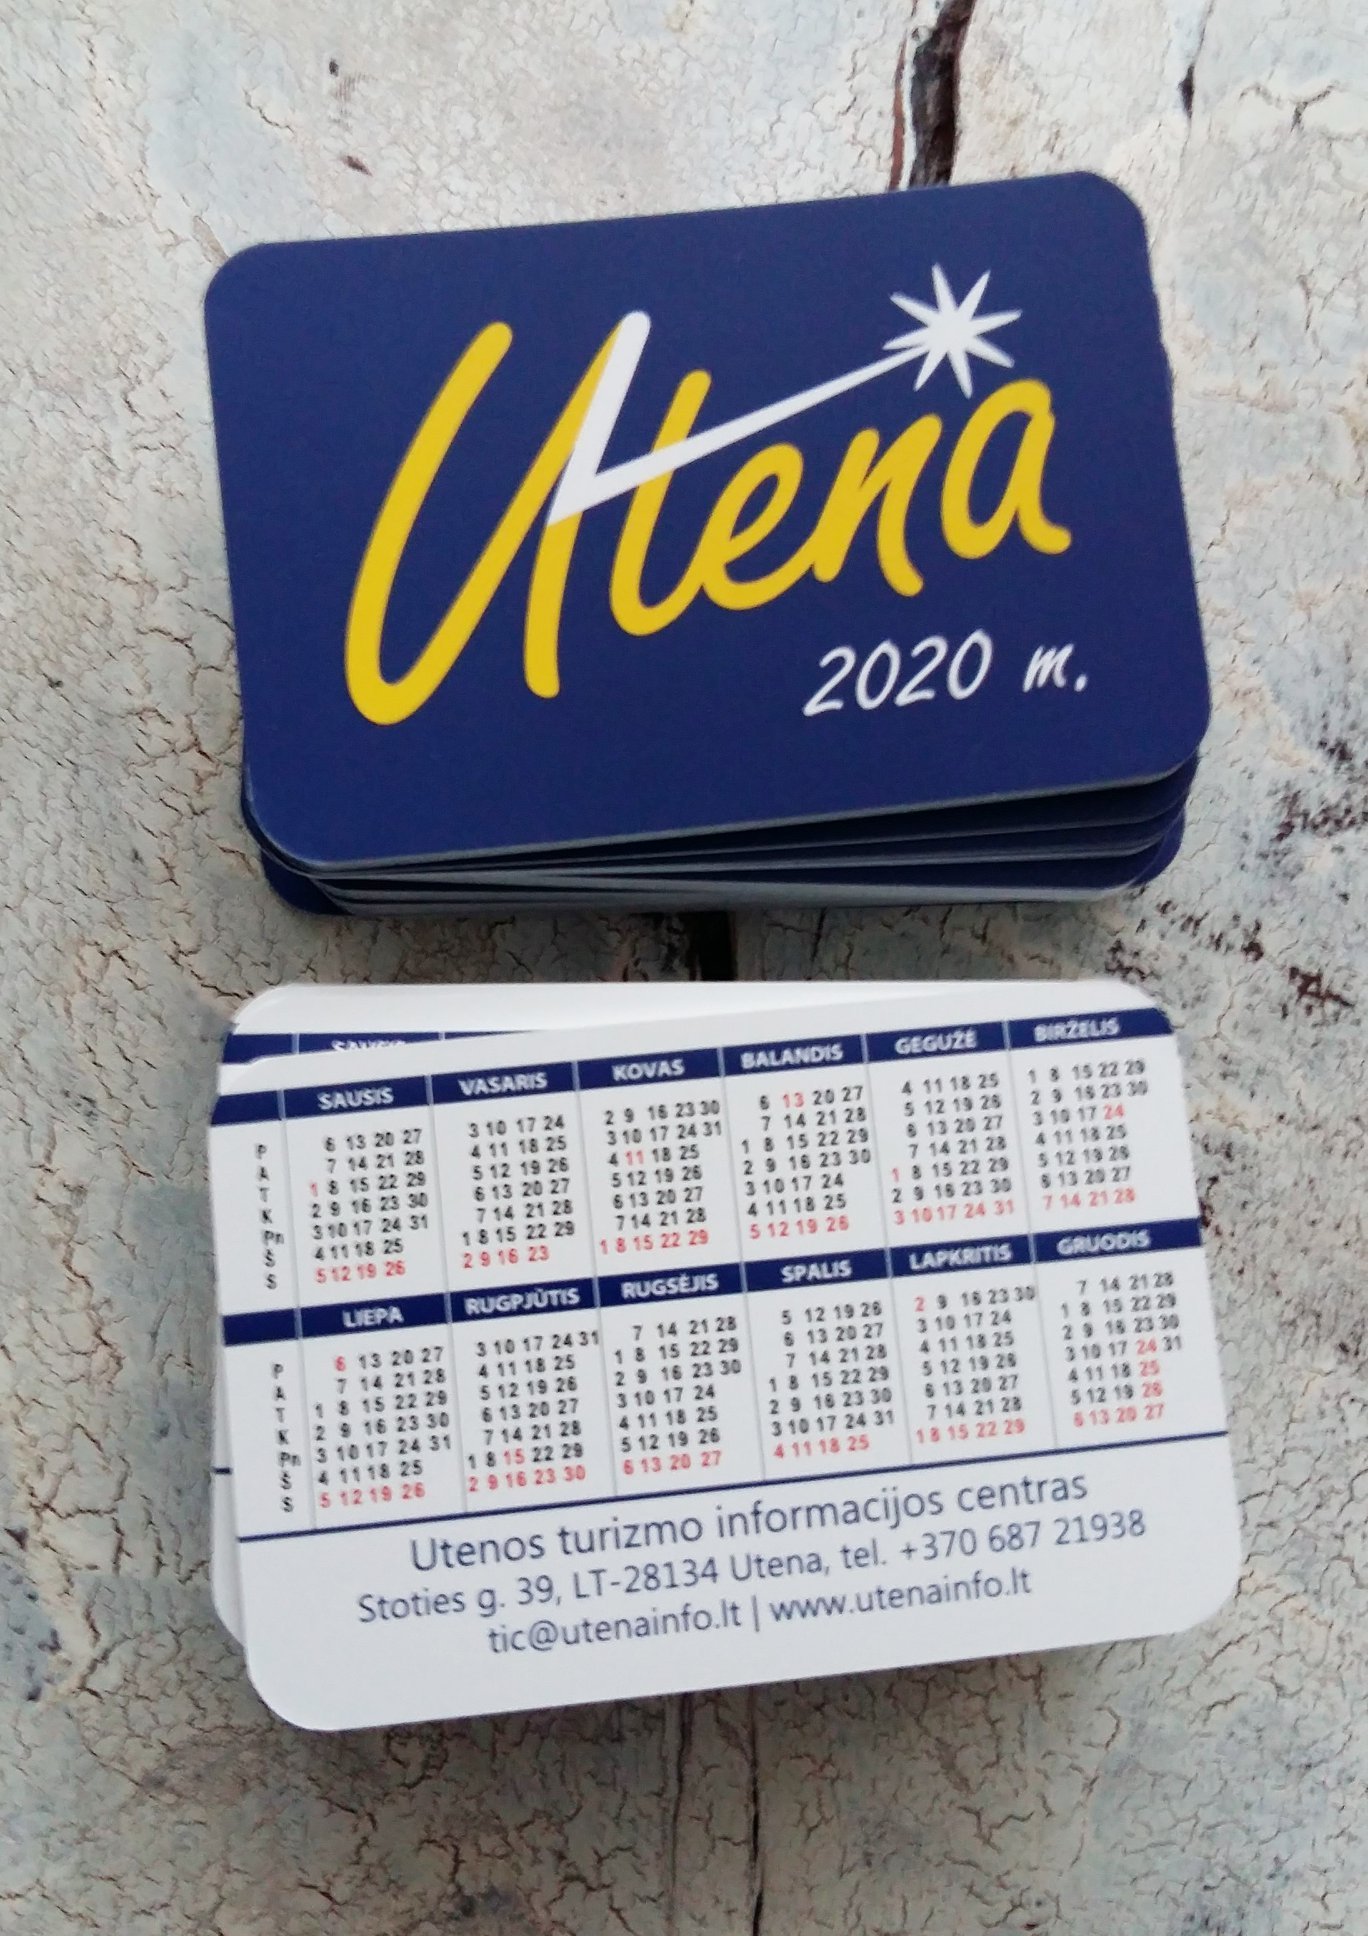 Utena
2020 m.
SAUSIS
SAUSIS VASARIS KOVAS BALANDIS GEGUŽĖ BIRŽELIS
P 6 13 20 27 3 10 17 24 2 9 16 23 30 6 13 20 27 4 11 18 25 1 8 15 22 29
A 7 14 21 28 4 11 18 25 3 10 17 24 31 7 14 21 28 5 12 19 26 2 9 16 23 30
T 1 8 15 22 29 5 12 19 26 4 11 18 25 1 8 15 22 29 6 13 20 27 3 10 17 24
K 2 9 16 23 30 6 13 20 27 5 12 19 26 2 9 16 23 30 7 14 21 28 4 11 18 25
Pn 3 10 17 24 31 7 14 21 28 6 13 20 27 3 10 17 24 1 8 15 22 29 5 12 19 26
Š 4 11 18 25 1 8 15 22 29 7 14 21 28 4 11 18 25 2 9 16 23 30 6 13 20 27
S 5 12 19 26 2 9 16 23 1 8 15 22 29 5 12 19 26 3 10 17 24 31 7 14 21 28
LIEPA RUGPJŪTIS RUGSĖJIS SPALIS LAPKRITIS GRUODIS
P 6 13 20 27 3 10 17 24 31 7 14 21 28 5 12 19 26 2 9 16 23 30 7 14 21 28
A 7 14 21 28 4 11 18 25 1 8 15 22 29 6 13 20 27 3 10 17 24 1 8 15 22 29
T 1 8 15 22 29 5 12 19 26 2 9 16 23 30 7 14 21 28 4 11 18 25 2 9 16 23 30
K 2 9 16 23 30 6 13 20 27 3 10 17 24 1 8 15 22 29 5 12 19 26 3 10 17 24 31
Pn 3 10 17 24 31 7 14 21 28 4 11 18 25 2 9 16 23 30 6 13 20 27 4 11 18 25
Š 4 11 18 25 1 8 15 22 29 5 12 19 26 3 10 17 24 31 7 14 21 28 5 12 19 26
S 5 12 19 26 2 9 16 23 30 6 13 20 27 4 11 18 25 1 8 15 22 29 6 13 20 27
Utenos turizmo informacijos centras
Stoties g. 39, LT-28134 Utena, tel. +370 687 21938
tic@utenainfo.lt | www.utenainfo.lt